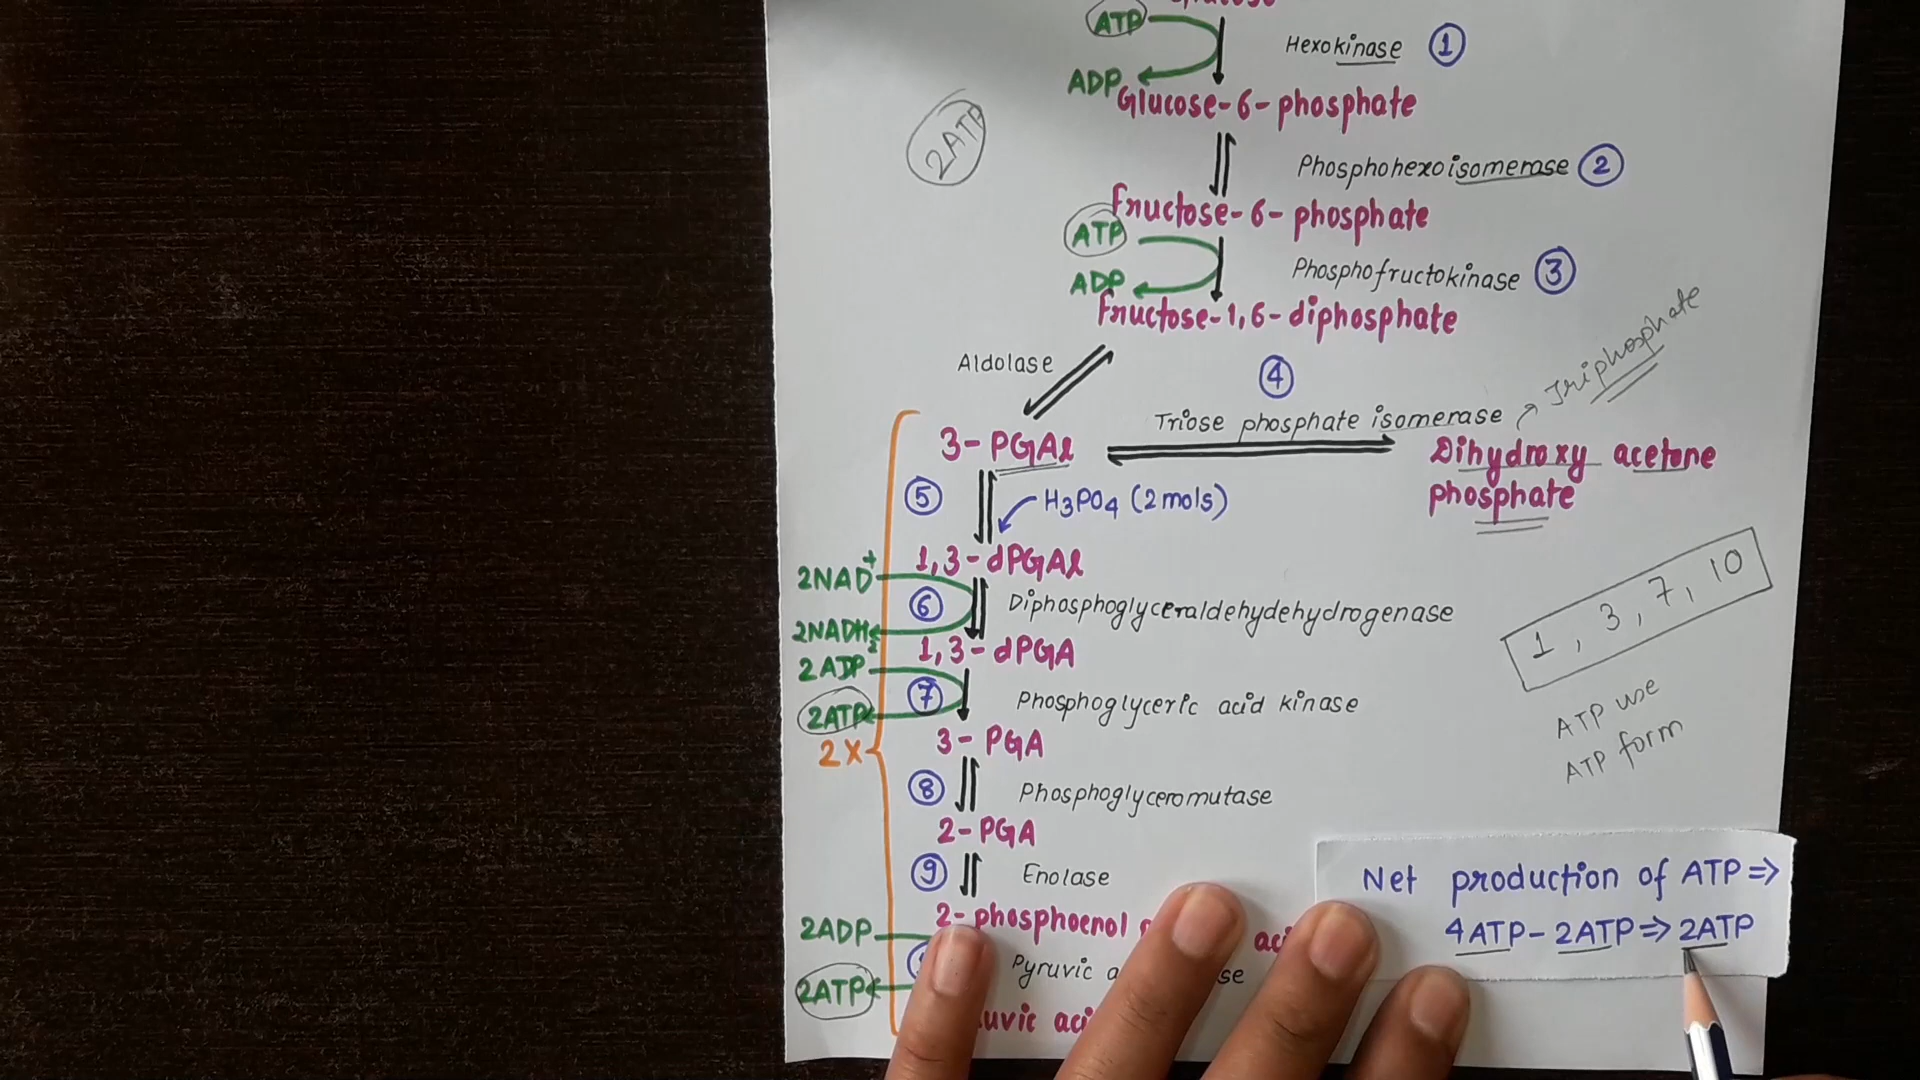 ATP
Hexokinase 1
ADP
Glucose-6-phosphate
2ATP
Phosphohexoisomerase 2
Fructose-6-phosphate
ATP
Phosphofructokinase 3
ADP
Fructose-1,6-diphosphate
Triphosphate
Aldolase
4
Triose phosphate isomerase
3-PGAl
Dihydroxy acetone
phosphate
5 H3PO4 (2 mols)
1,3-dPGAl
2NAD+
6 Diphosphoglyceraldehydehydrogenase
2NADH2
1,3-dPGA
2ADP
7 Phosphoglyceric acid kinase
2ATP
1, 3, 7, 10
ATP use
ATP form
2X
3-PGA
8 Phosphoglyceromutase
2-PGA
9 Enolase
2-phosphoenol
2ADP
Pyruvic
2ATP
Net production of ATP ⇒
4ATP - 2ATP ⇒ 2ATP